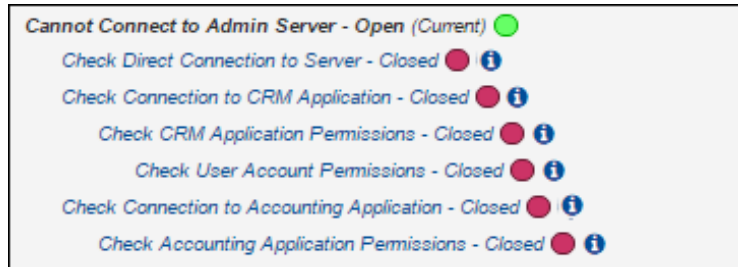 Cannot Connect to Admin Server - Open (Current)
Check Direct Connection to Server - Closed
Check Connection to CRM Application - Closed
Check CRM Application Permissions - Closed
Check User Account Permissions - Closed
Check Connection to Accounting Application - Closed
Check Accounting Application Permissions - Closed